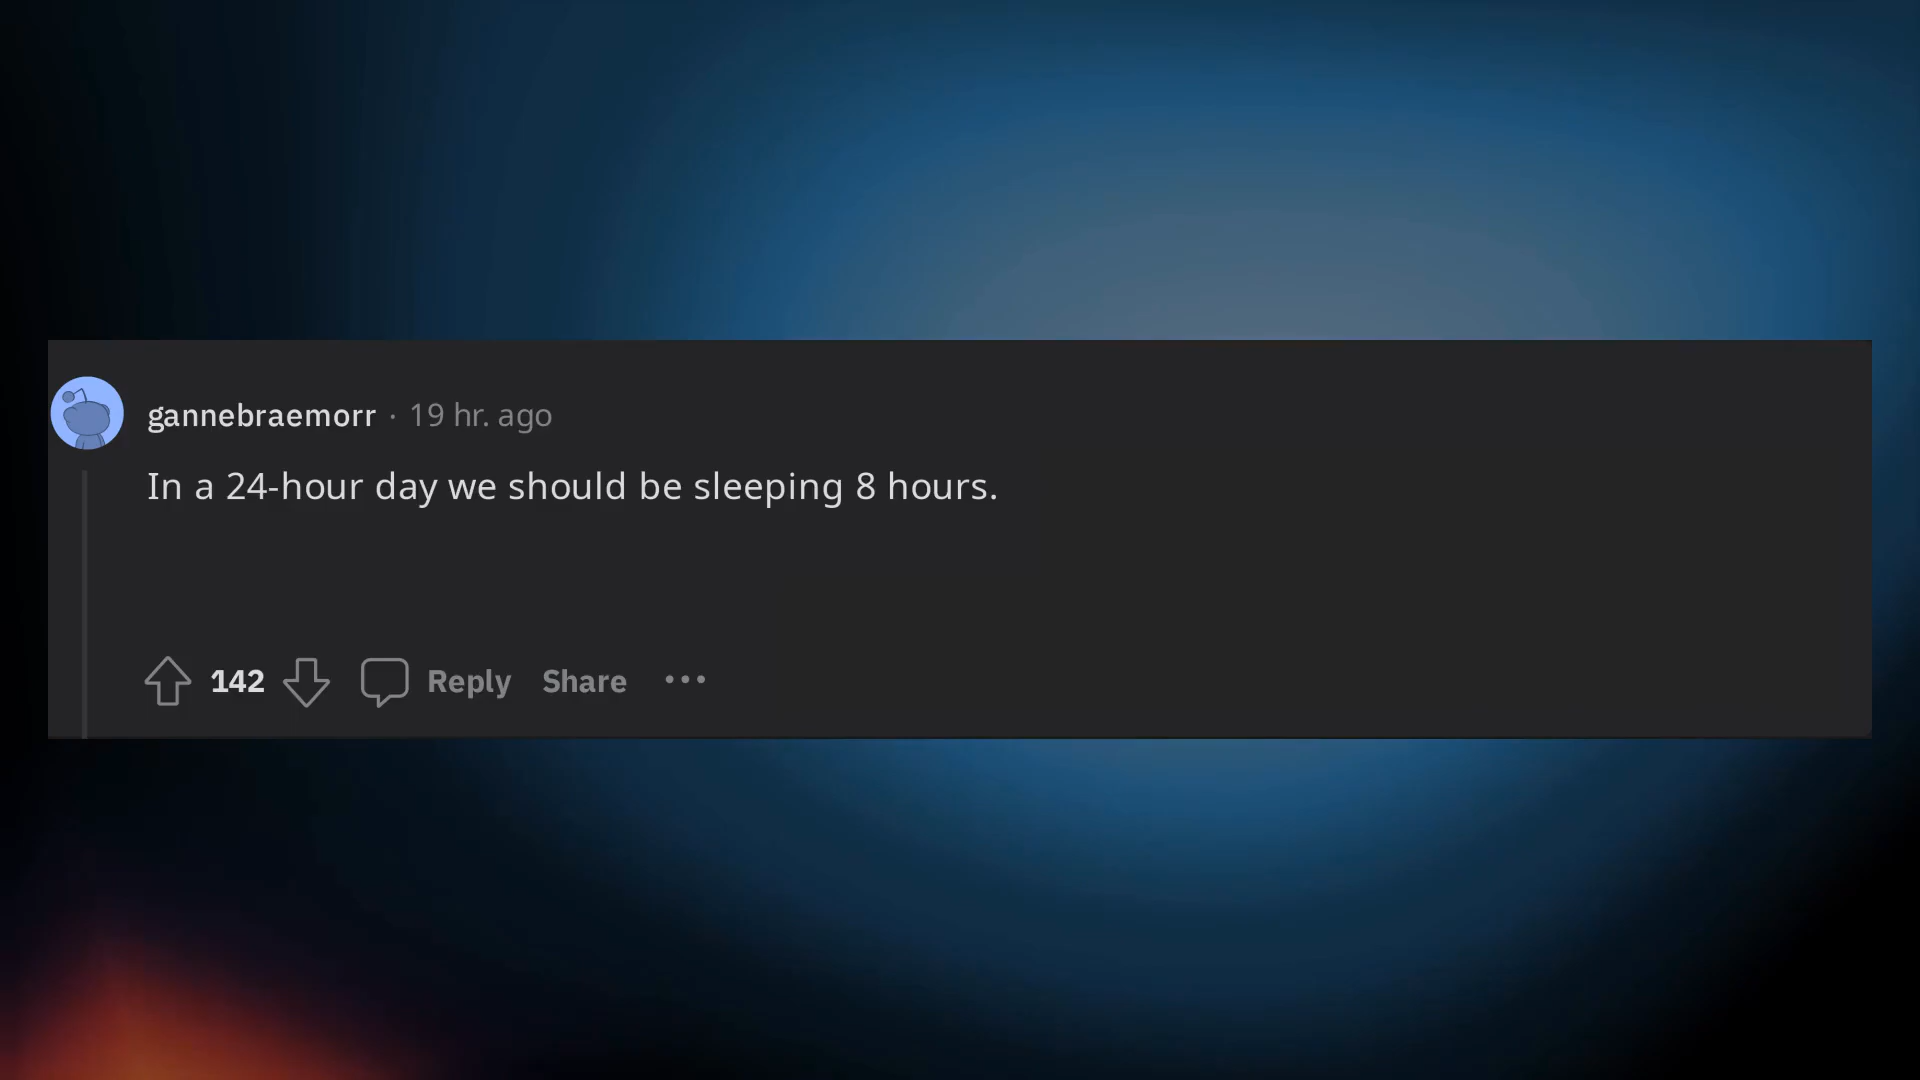 gannebraemorr · 19 hr. ago
In a 24-hour day we should be sleeping 8 hours.
142 Reply Share ···